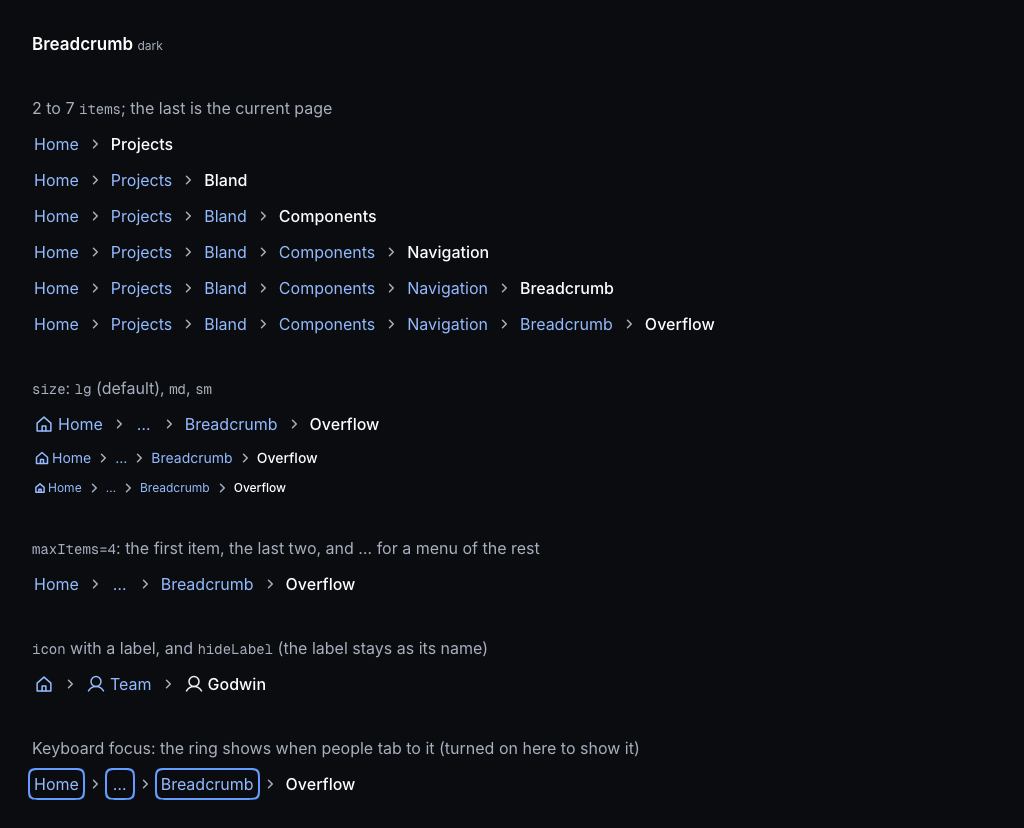 Breadcrumb dark
2 to 7 items; the last is the current page
Home > Projects
Home > Projects > Bland
Home > Projects > Bland > Components
Home > Projects > Bland > Components > Navigation
Home > Projects > Bland > Components > Navigation > Breadcrumb
Home > Projects > Bland > Components > Navigation > Breadcrumb > Overflow
size: lg (default), md, sm
Home > ... > Breadcrumb > Overflow
Home > ... > Breadcrumb > Overflow
Home > ... > Breadcrumb > Overflow
maxItems=4: the first item, the last two, and ... for a menu of the rest
Home > ... > Breadcrumb > Overflow
icon with a label, and hideLabel (the label stays as its name)
> Team > Godwin
Keyboard focus: the ring shows when people tab to it (turned on here to show it)
Home > ... > Breadcrumb > Overflow